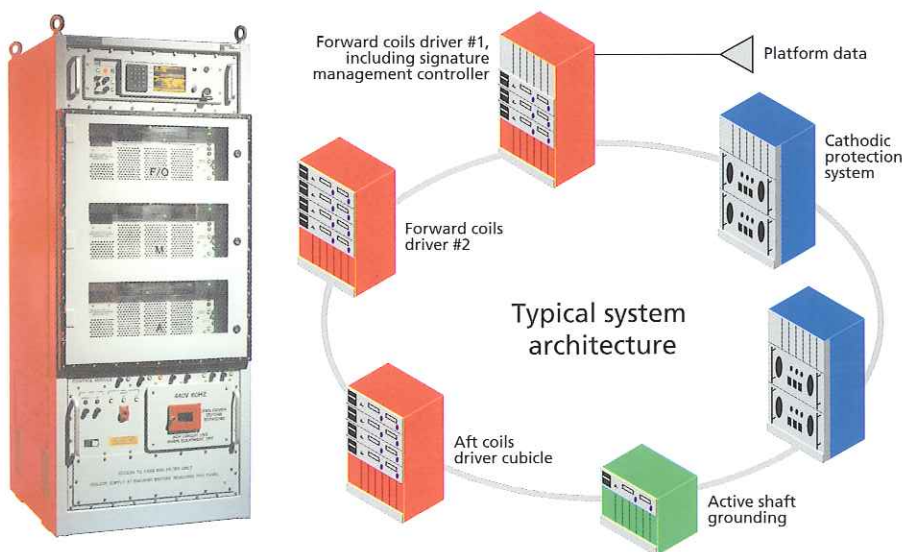 Forward coils driver #1,
including signature
management controller
Platform data
Cathodic
protection
system
Forward coils
driver #2
Typical system
architecture
Aft coils
driver cubicle
Active shaft
grounding
F/Q
M
A
440V 60HZ